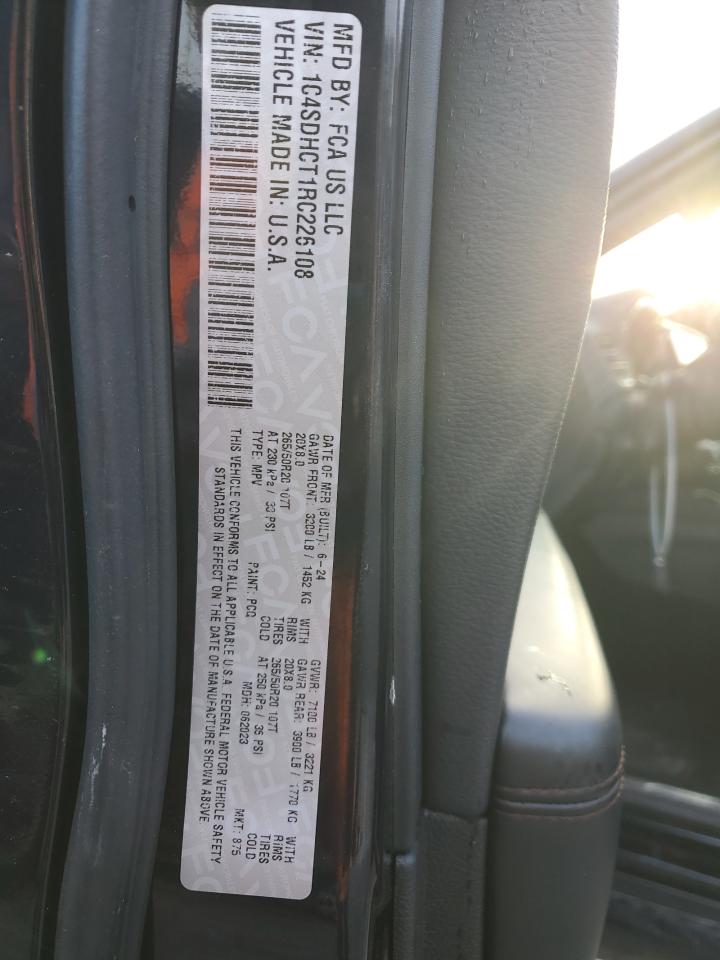 MFD BY: FCA US LLC
VIN: 1C4SDHCT1RC226108
VEHICLE MADE IN: U.S.A.
DATE OF MFR (BUILT): 6-24 GVWR: 7100 LB / 3221 KG
GAWR FRONT: 3200 LB / 1452 KG WITH GAWR REAR: 3900 LB / 1770 KG WITH
20X8.0 RIMS 20X8.0 RIMS
265/50R20 107T TIRES 265/50R20 107T TIRES
AT 230 kPa / 33 PSI COLD AT 250 kPa / 36 PSI COLD
TYPE: MPV PAINT: MDH: 062023 MKT: 875
THIS VEHICLE CONFORMS TO ALL APPLICABLE U.S.A. FEDERAL MOTOR VEHICLE SAFETY
STANDARDS IN EFFECT ON THE DATE OF MANUFACTURE SHOWN ABOVE